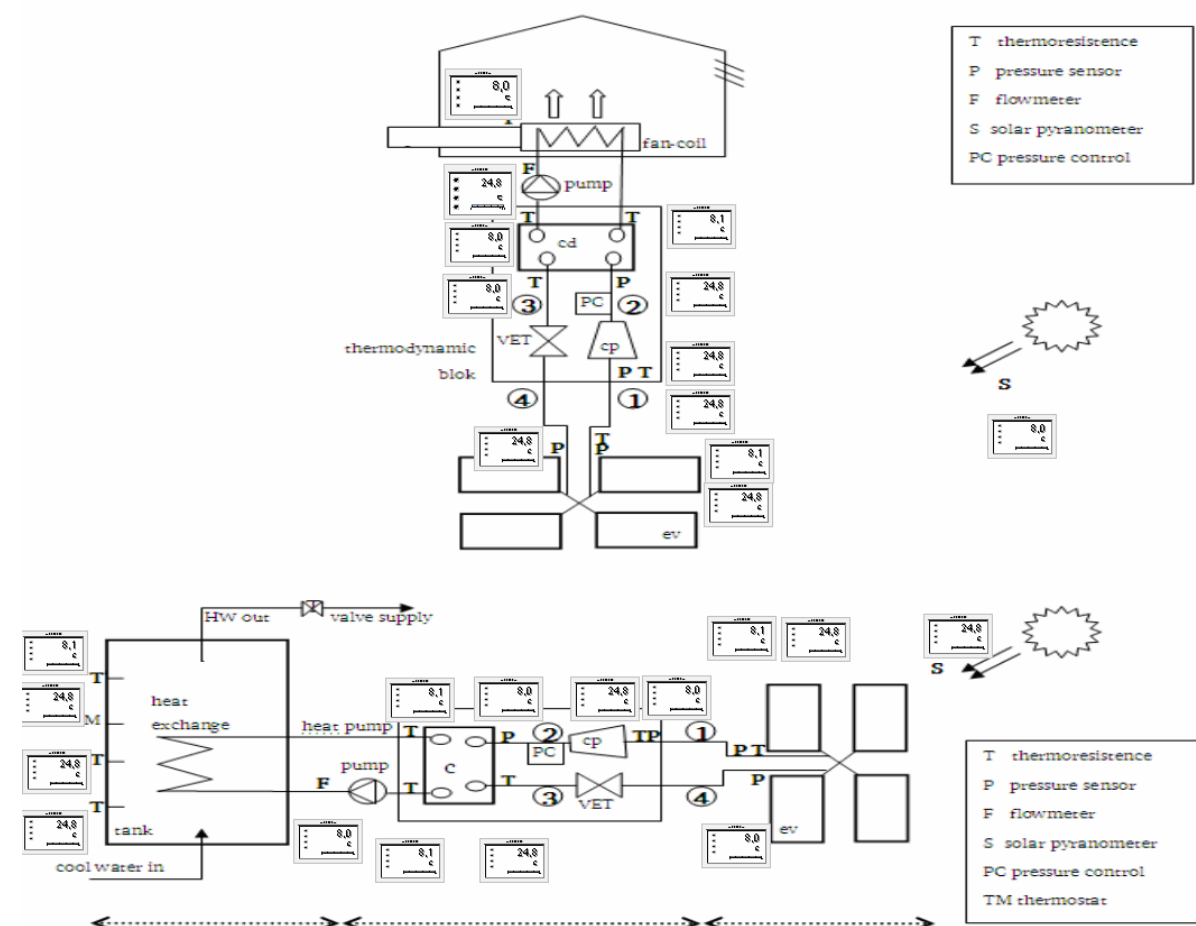 T thermoresistence
P pressure sensor
F flowmeter
S solar pyranometer
PC pressure control
8,0
c
T
fan-coil
F
24,8
c
pump
T
T
8,1
c
8,0
c
cd
8,0
c
T
P
24,8
c
3
PC
2
VET
cp
thermodynamic
blok
24,8
c
P T
S
4
1
24,8
c
8,0
c
24,8
c
P
T
P
8,1
c
24,8
c
ev
HW out
valve supply
8,1
c
8,1
c
24,8
c
24,8
c
S
T
24,8
c
heat
exchange
M
8,1
c
8,0
c
24,8
c
8,0
c
heat pump
T
P
2
PC
cp
TP
1
P T
T
24,8
c
pump
F
T
C
T
3
VET
4
P
T
24,8
c
tank
8,0
c
8,1
c
24,8
c
8,0
c
ev
cool water in
T thermoresistence
P pressure sensor
F flowmeter
S solar pyranometer
PC pressure control
TM thermostat